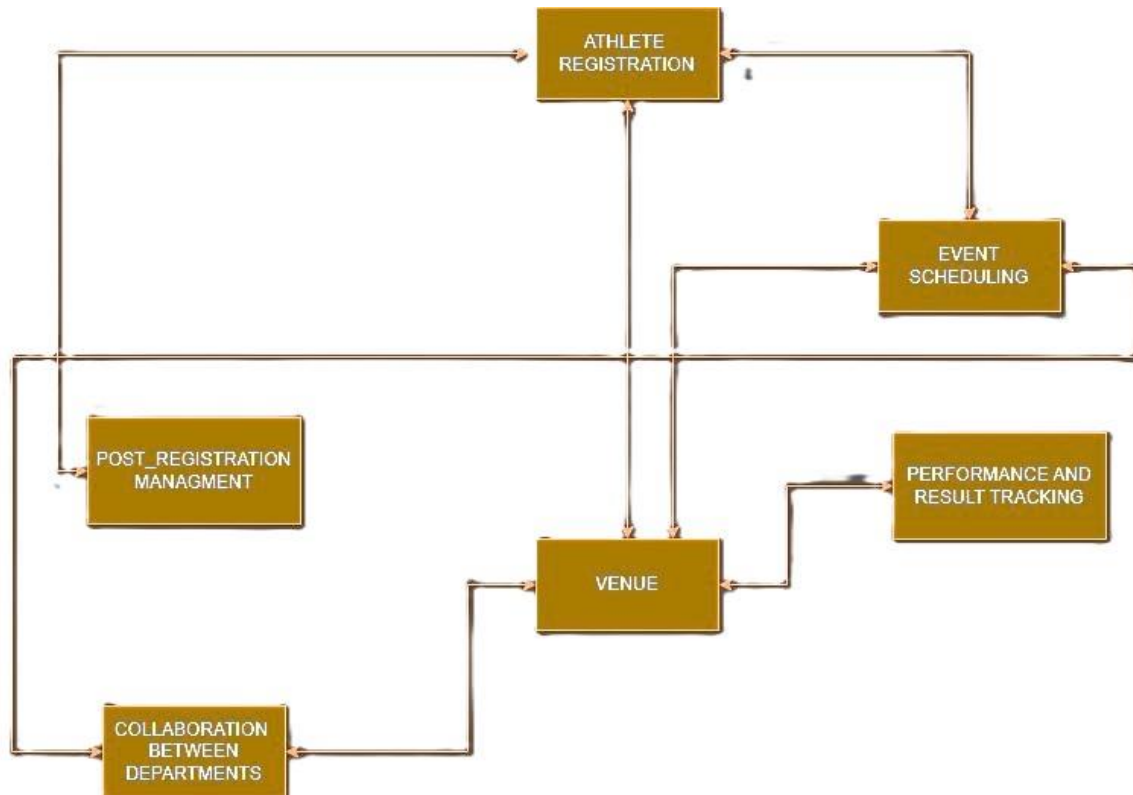 ATHLETE
REGISTRATION
EVENT
SCHEDULING
POST_REGISTRATION
MANAGMENT
PERFORMANCE AND
RESULT TRACKING
VENUE
COLLABORATION
BETWEEN
DEPARTMENTS